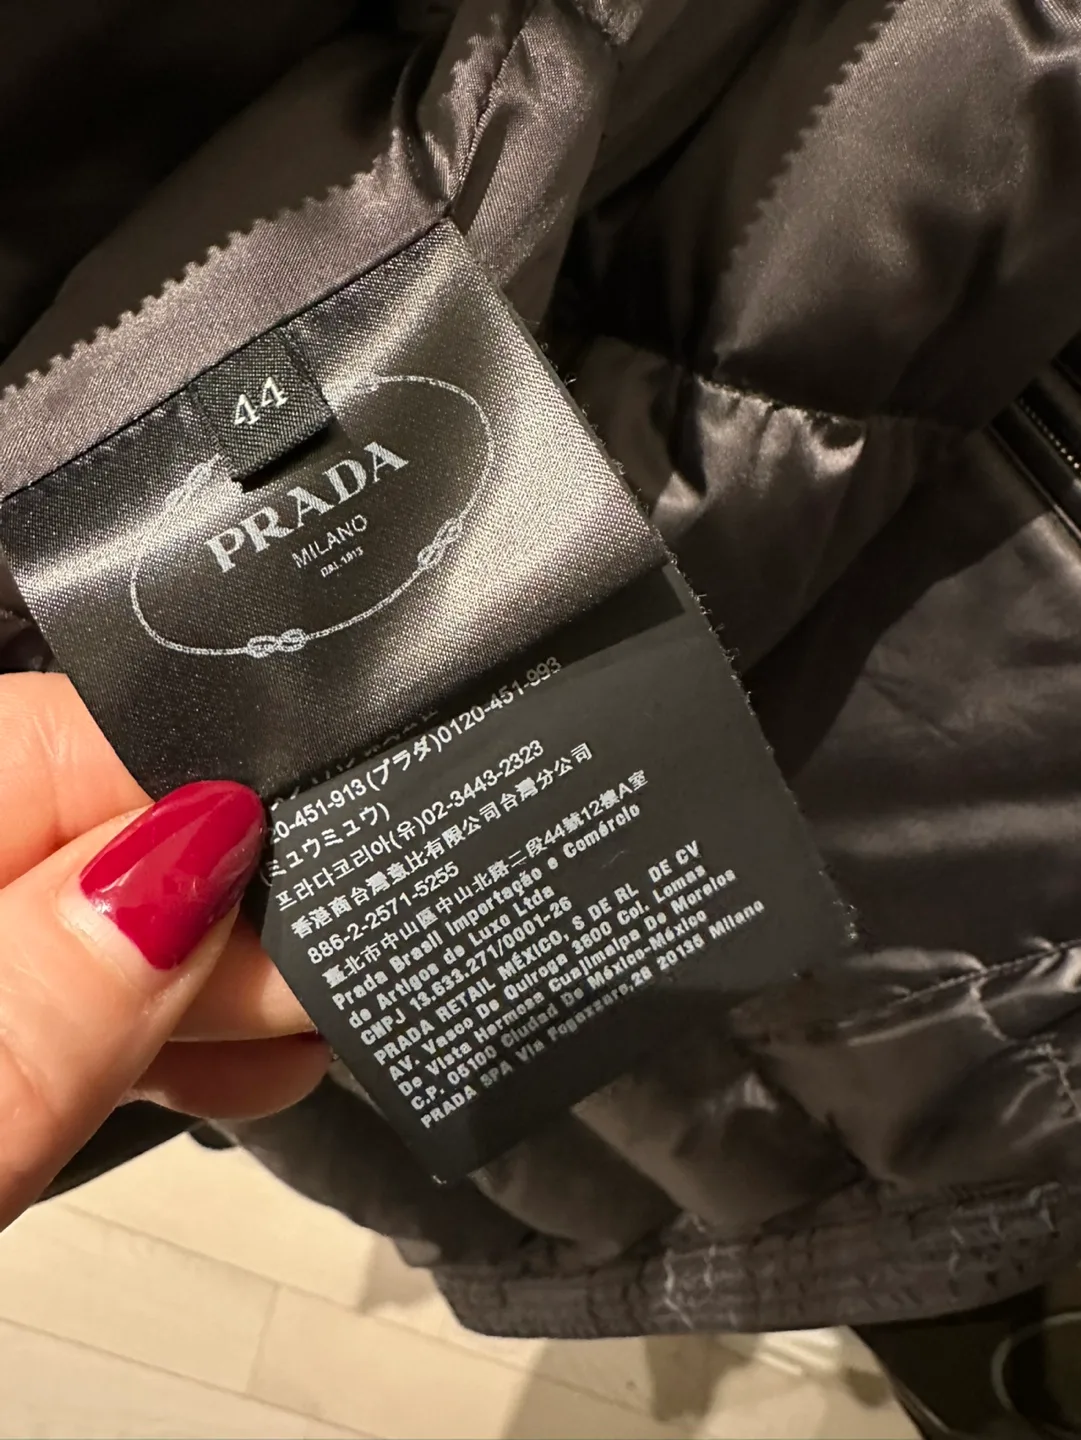 44
PRADA
MILANO
DAL 1913
20-451-913(プラダ)0120-451-993
ミュウミュウ)
프라다코리아(유)02-3443-2323
香港商台灣普比有限公司台灣分公司
886-2-2571-5255
臺北市中山區中山北路二段44號12樓A室
Prada Brasil Importação e Comércio
de Artigos de Luxo Ltda
CNPJ 13.633.271/0001-26
PRADA RETAIL MÉXICO, S DE RL DE CV
AV. Vasco De Quiroga 3800 Col. Lomas
De Vista Hermosa Cuajimalpa De Morelos
C.P. 05100 Ciudad De México-México
PRADA SPA Via Fogazzaro,28 20135 Milano